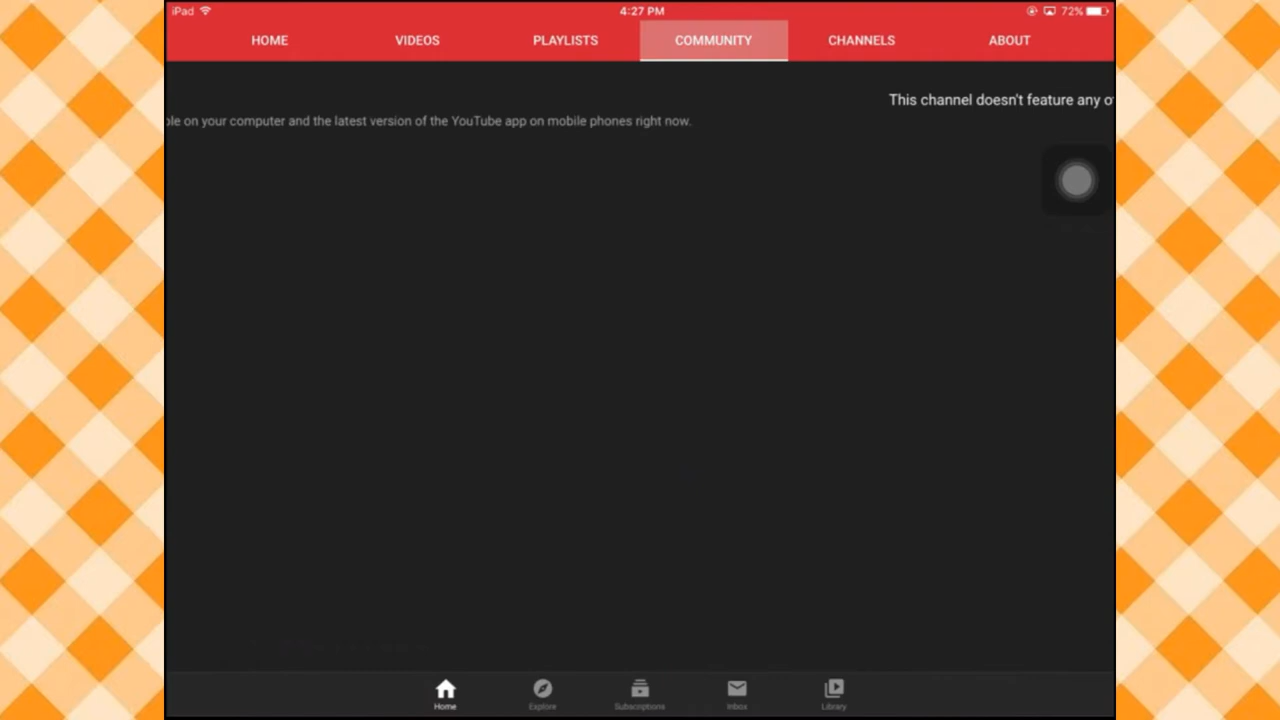 iPad 4:27 PM 72%
HOME VIDEOS PLAYLISTS COMMUNITY CHANNELS ABOUT
This channel doesn't feature any
on your computer and the latest version of the YouTube app on mobile phones right now.
Home Explore Subscriptions Inbox Library